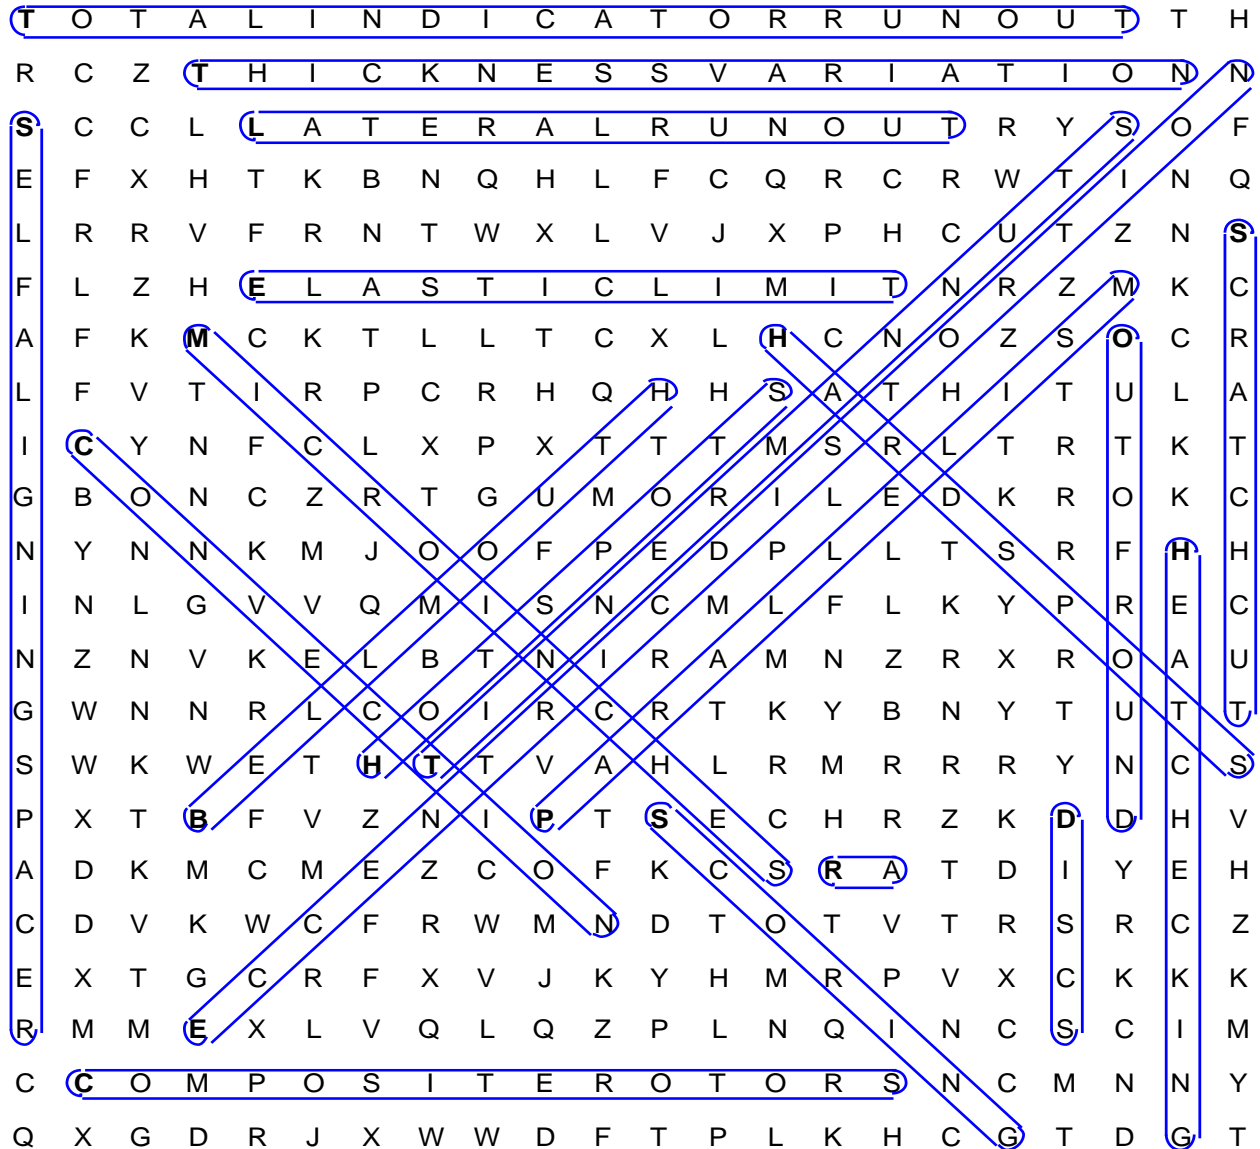 T O T A L I N D I C A T O R R U N O U T T H
R C Z T H I C K N E S S V A R I A T I O N N
S C C L L A T E R A L R U N O U T R Y S O F
E F X H T K B N Q H L F C Q R C R W T I N Q
L R R V F R N T W X L V J X P H C U T Z N S
F L Z H E L A S T I C L I M I T N R Z M K C
A F K M C K T L L T C X L H C N O Z S O C R
L F V T I R P C R H Q H H S A T H I T U L A
I C Y N F C L X P X T T T M S R L T R T K T
G B O N C Z R T G U M O R I L E D K R O K C
N Y N N K M J O O F P E D P L L T S R F H H
I N L G V V Q M I S N C M L F L K Y P R E C
N Z N V K E L B T N I R A M N Z R X R O A U
G W N N R L C O I R C R T K Y B N Y T U T T
S W K W E T H T T V A H L R M R R R Y N C S
P X T B F V Z N I P T S E C H R Z K D D H V
A D K M C M E Z C O F K C S R A T D I Y E H
C D V K W C F R W M N D T O T V T R S R C Z
E X T G C R F X V J K Y H M R P V X C K K K
R M M E X L V Q L Q Z P L N Q I N C S C I M
C C O M P O S I T E R O T O R S N C M N N Y
Q X G D R J X W W D F T P L K H C G T D G T